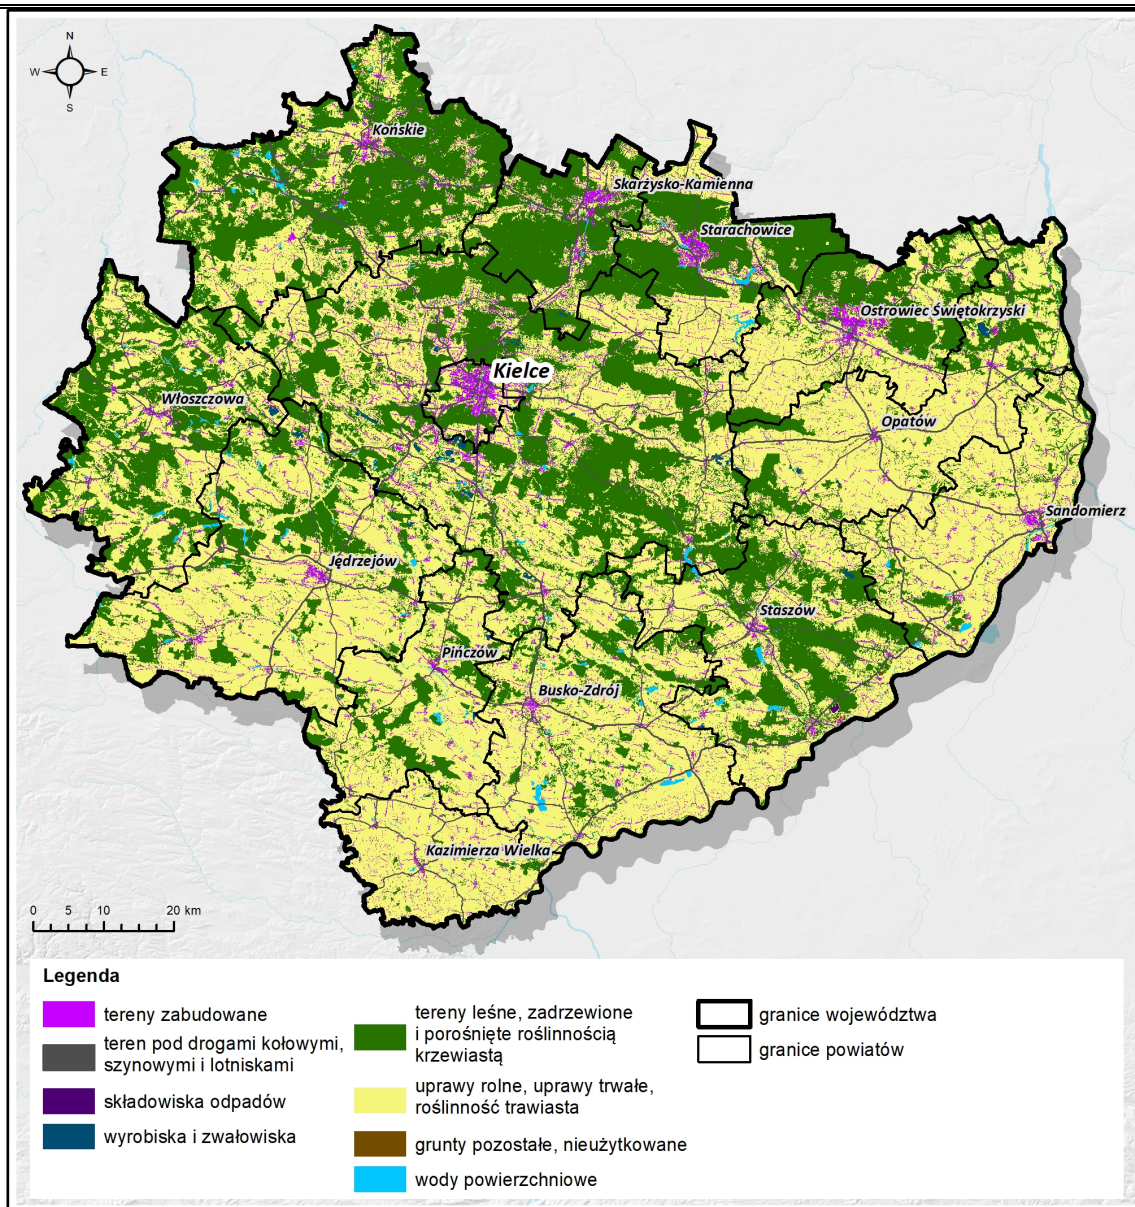 N
W E
S
Końskie
Skarżysko-Kamienna
Starachowice
Ostrowiec Świętokrzyski
Kielce
Włoszczowa
Opatów
Sandomierz
Jędrzejów
Staszów
Pińczów
Busko-Zdrój
Kazimierza Wielka
0 5 10 20 km
Legenda
tereny zabudowane
teren pod drogami kołowymi,
szynowymi i lotniskami
składowiska odpadów
wyrobiska i zwałowiska
tereny leśne, zadrzewione
i porośnięte roślinnością
krzewiastą
uprawy rolne, uprawy trwałe,
roślinność trawiasta
grunty pozostałe, nieużytkowane
wody powierzchniowe
granice województwa
granice powiatów